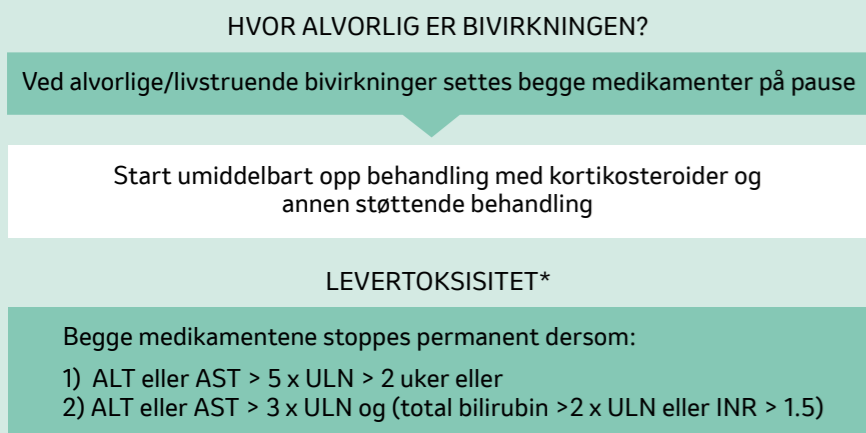 HVOR ALVORLIG ER BIVIRKNINGEN?
Ved alvorlige/livstruende bivirkninger settes begge medikamenter på pause
Start umiddelbart opp behandling med kortikosteroider og
annen støttende behandling
LEVERTOKSISITET*
Begge medikamentene stoppes permanent dersom:
1) ALT eller AST > 5 x ULN > 2 uker eller
2) ALT eller AST > 3 x ULN og (total bilirubin >2 x ULN eller INR > 1.5)